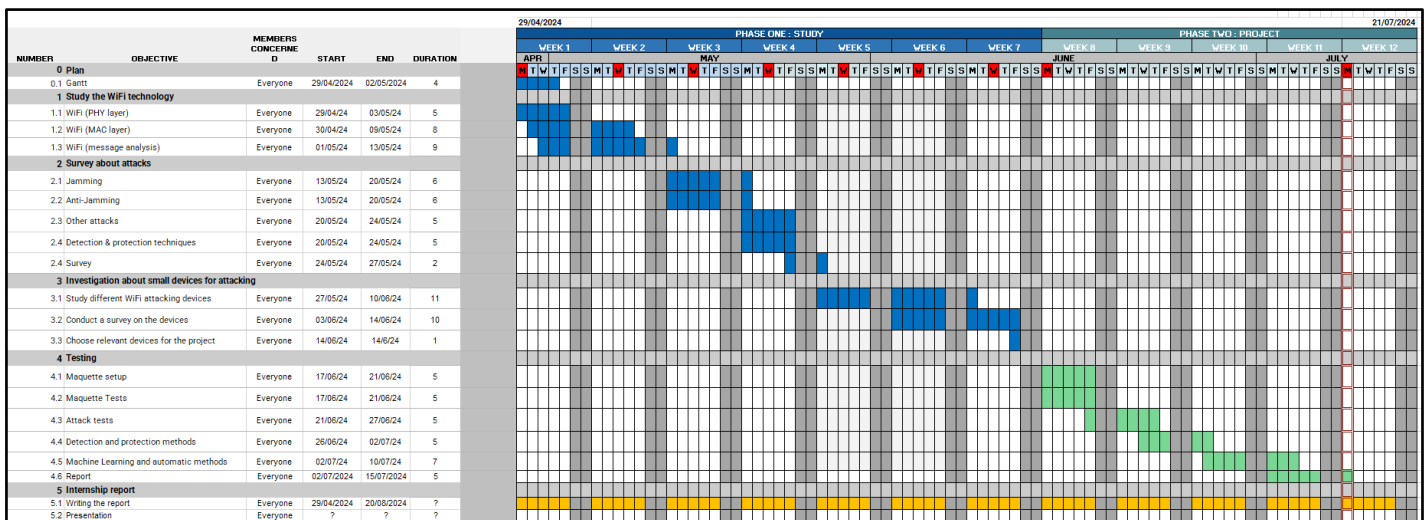 29/04/2024 21/07/2024
PHASE ONE : STUDY PHASE TWO : PROJECT
MEMBERS
CONCERNE
D
WEEK 1 WEEK 2 WEEK 3 WEEK 4 WEEK 5 WEEK 6 WEEK 7 WEEK 8 WEEK 9 WEEK 10 WEEK 11 WEEK 12
NUMBER OBJECTIVE START END DURATION APR MAY JUNE JULY
0 Plan M T W T F S S M T W T F S S M T W T F S S M T W T F S S M T W T F S S M T W T F S S M T W T F S S M T W T F S S M T W T F S S M T W T F S S M T W T F S S M T W T F S S
0.1 Gantt Everyone 29/04/2024 02/05/2024 4
1 Study the WiFi technology
1.1 WiFi (PHY layer) Everyone 29/04/24 03/05/24 5
1.2 WiFi (MAC layer) Everyone 30/04/24 09/05/24 8
1.3 WiFi (message analysis) Everyone 01/05/24 13/05/24 9
2 Survey about attacks
2.1 Jamming Everyone 13/05/24 20/05/24 6
2.2 Anti-Jamming Everyone 13/05/24 20/05/24 6
2.3 Other attacks Everyone 20/05/24 24/05/24 5
2.4 Detection & protection techniques Everyone 20/05/24 24/05/24 5
2.4 Survey Everyone 24/05/24 27/05/24 2
3 Investigation about small devices for attacking
3.1 Study different WiFi attacking devices Everyone 27/05/24 10/06/24 11
3.2 Conduct a survey on the devices Everyone 03/06/24 14/06/24 10
3.3 Choose relevant devices for the project Everyone 14/06/24 14/6/24 1
4 Testing
4.1 Maquette setup Everyone 17/06/24 21/06/24 5
4.2 Maquette Tests Everyone 17/06/24 21/06/24 5
4.3 Attack tests Everyone 21/06/24 27/06/24 5
4.4 Detection and protection methods Everyone 26/06/24 02/07/24 5
4.5 Machine Learning and automatic methods Everyone 02/07/24 10/07/24 7
4.6 Report Everyone 02/07/2024 15/07/2024 5
5 Internship report
5.1 Writing the report Everyone 29/04/2024 20/08/2024 ?
5.2 Presentation Everyone ? ? ?